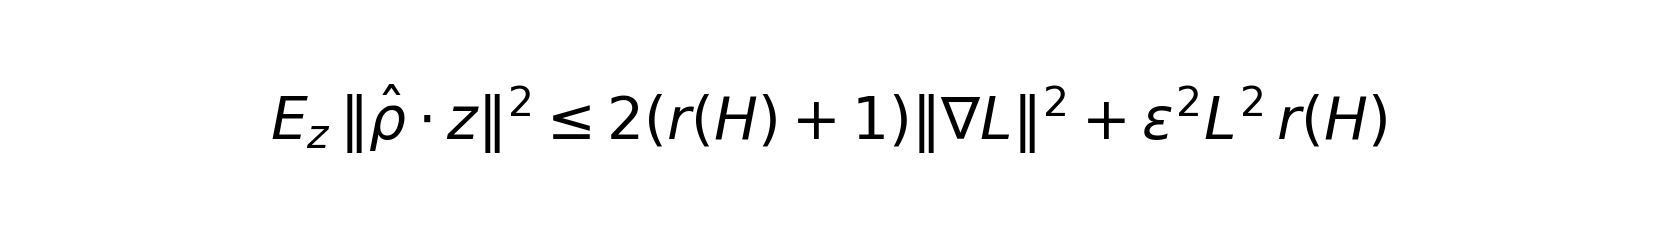 E_z ‖ρ̂ · z‖² ≤ 2(r(H) + 1)‖∇L‖² + ε²L² r(H)